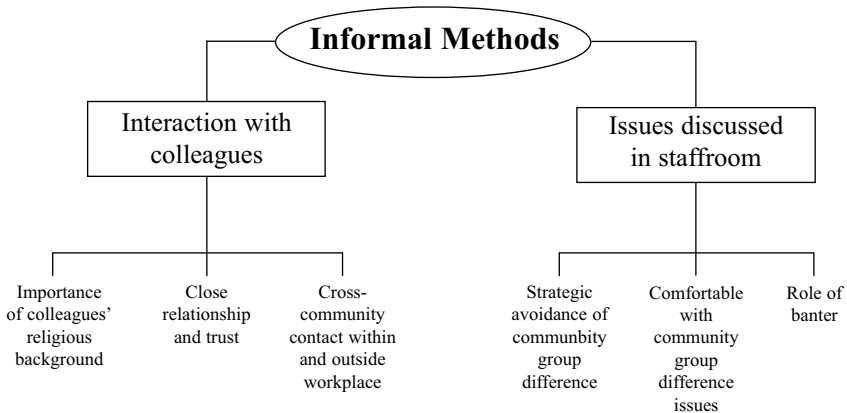 Informal Methods
Interaction with
colleagues
Issues discussed
in staffroom
Importance
of colleagues’
religious
background
Close
relationship
and trust
Cross-
community
contact within
and outside
workplace
Strategic
avoidance of
communbity
group
difference
Comfortable
with
community
group
difference
issues
Role of
banter